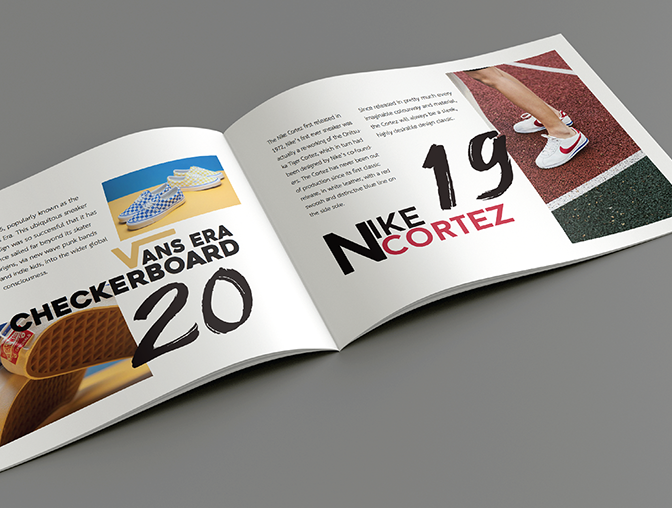 , popularly known as the
Era. This ubiquitous sneaker
ign was so successful that it has
ce sailed far beyond its skater
rigins, via new wave punk bands
and indie kids, into the wider global
consciousness.
VANS ERA
CHECKERBOARD
20
The Nike Cortez first released in
1972, Nike's first ever sneaker was
actually a reworking of the Onitsu
ka Tiger Cortez, which in turn had
been designed by Nike's co-found
ers. The Cortez has never been out
of production since its first classic
release, in white leather, with a red
swoosh and distinctive blue line on
the side sole.
Since released in pretty much every
imaginable colourway and material,
the Cortez will always be a sleek,
highly desirable design classic.
19
NIKE
CORTEZ